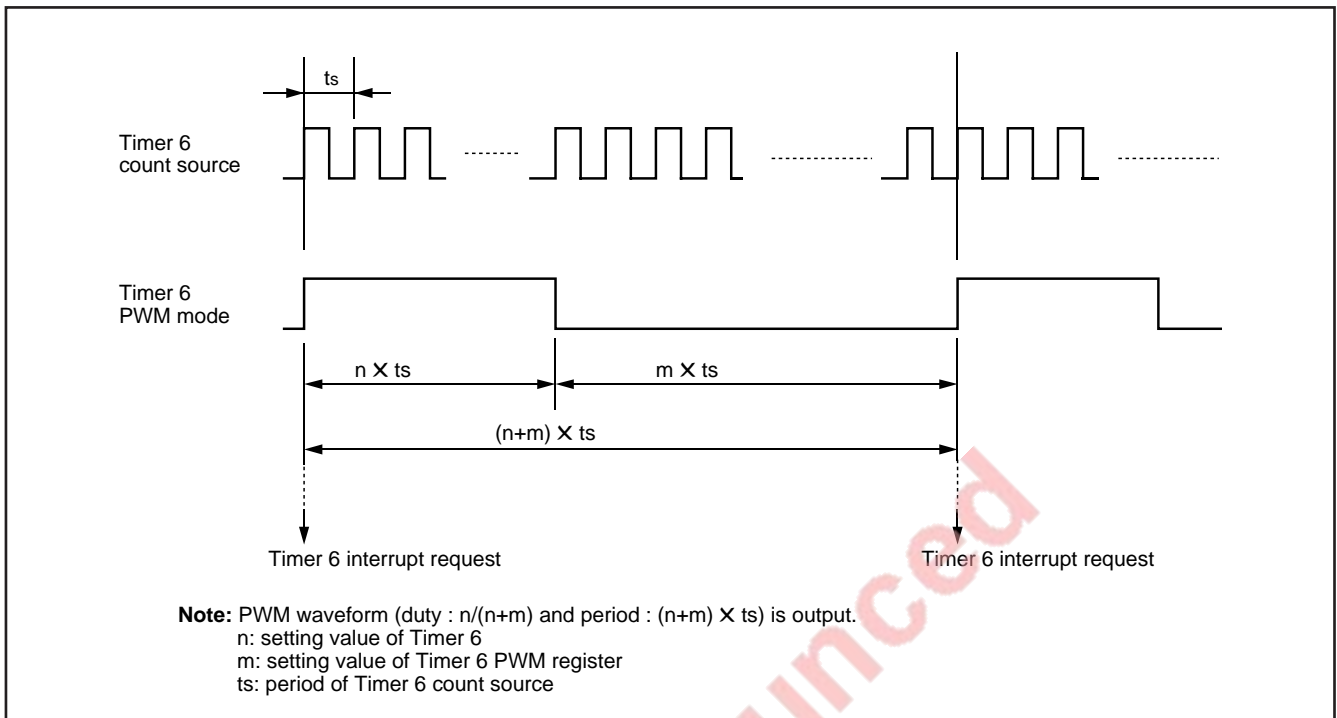 ts
Timer 6
count source
Timer 6
PWM mode
n X ts
m X ts
(n+m) X ts
Timer 6 interrupt request
Timer 6 interrupt request
Note: PWM waveform (duty : n/(n+m) and period : (n+m) X ts) is output.
n: setting value of Timer 6
m: setting value of Timer 6 PWM register
ts: period of Timer 6 count source
unced